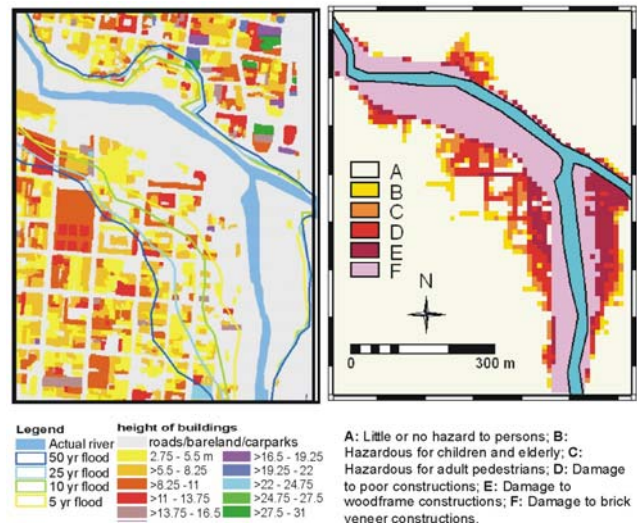 A
B
C
D
E
F
N
0 300 m
Legend
Actual river
50 yr flood
25 yr flood
10 yr flood
5 yr flood
height of buildings
roads/bareland/carparks
2.75 - 5.5 m
>5.5 - 8.25
>8.25 - 11
>11 - 13.75
>13.75 - 16.5
>16.5 - 19.25
>19.25 - 22
>22 - 24.75
>24.75 - 27.5
>27.5 - 31
A: Little or no hazard to persons; B:
Hazardous for children and elderly; C:
Hazardous for adult pedestrians; D: Damage
to poor constructions; E: Damage to
woodframe constructions; F: Damage to brick
veneer constructions.